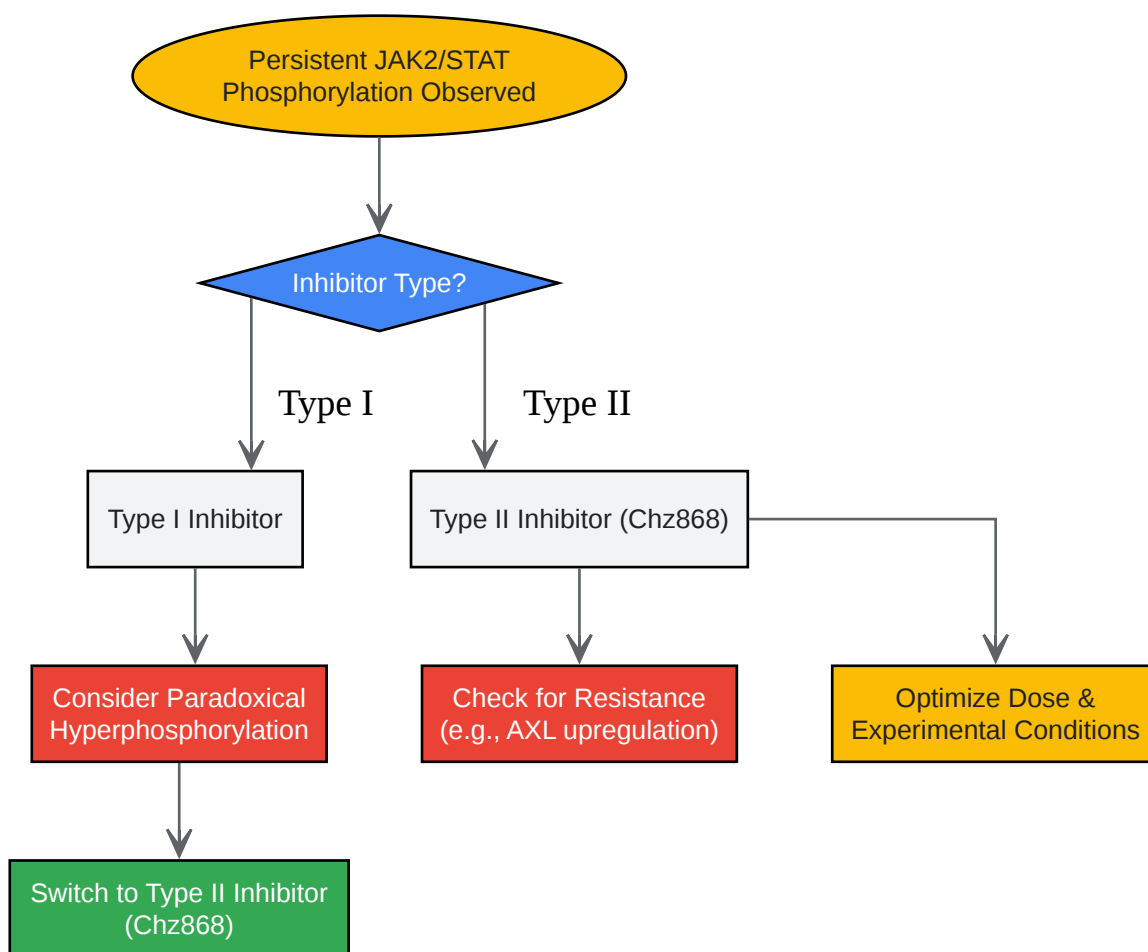 Persistent JAK2/STAT
Phosphorylation Observed
Inhibitor Type?
Type I
Type II
Type I Inhibitor
Type II Inhibitor (Chz868)
Consider Paradoxical
Hyperphosphorylation
Check for Resistance
(e.g., AXL upregulation)
Optimize Dose &
Experimental Conditions
Switch to Type II Inhibitor
(Chz868)